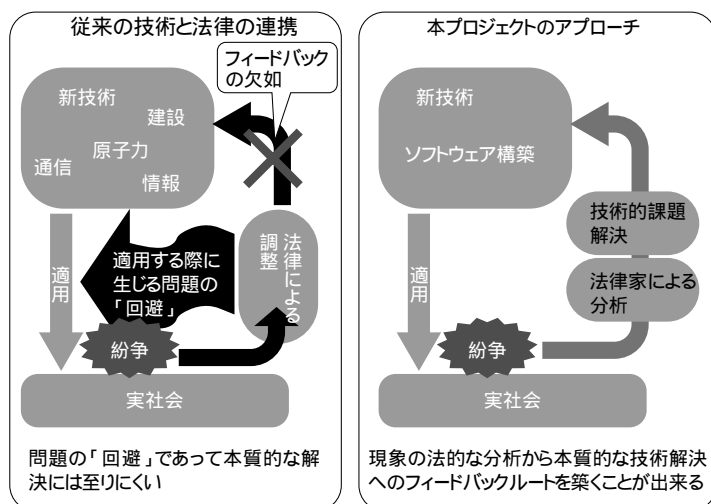 従来の技術と法律の連携
フィードバック
の欠如
新技術
建設
原子力
通信
情報
適用
適用する際に
生じる問題の
「回避」
法律による
調整
紛争
実社会
問題の「回避」であって本質的な解
決には至りにくい
本プロジェクトのアプローチ
新技術
ソフトウェア構築
技術的課題
解決
法律家による
分析
適用
紛争
実社会
現象の法的な分析から本質的な技術解決
へのフィードバックルートを築くことが出来る